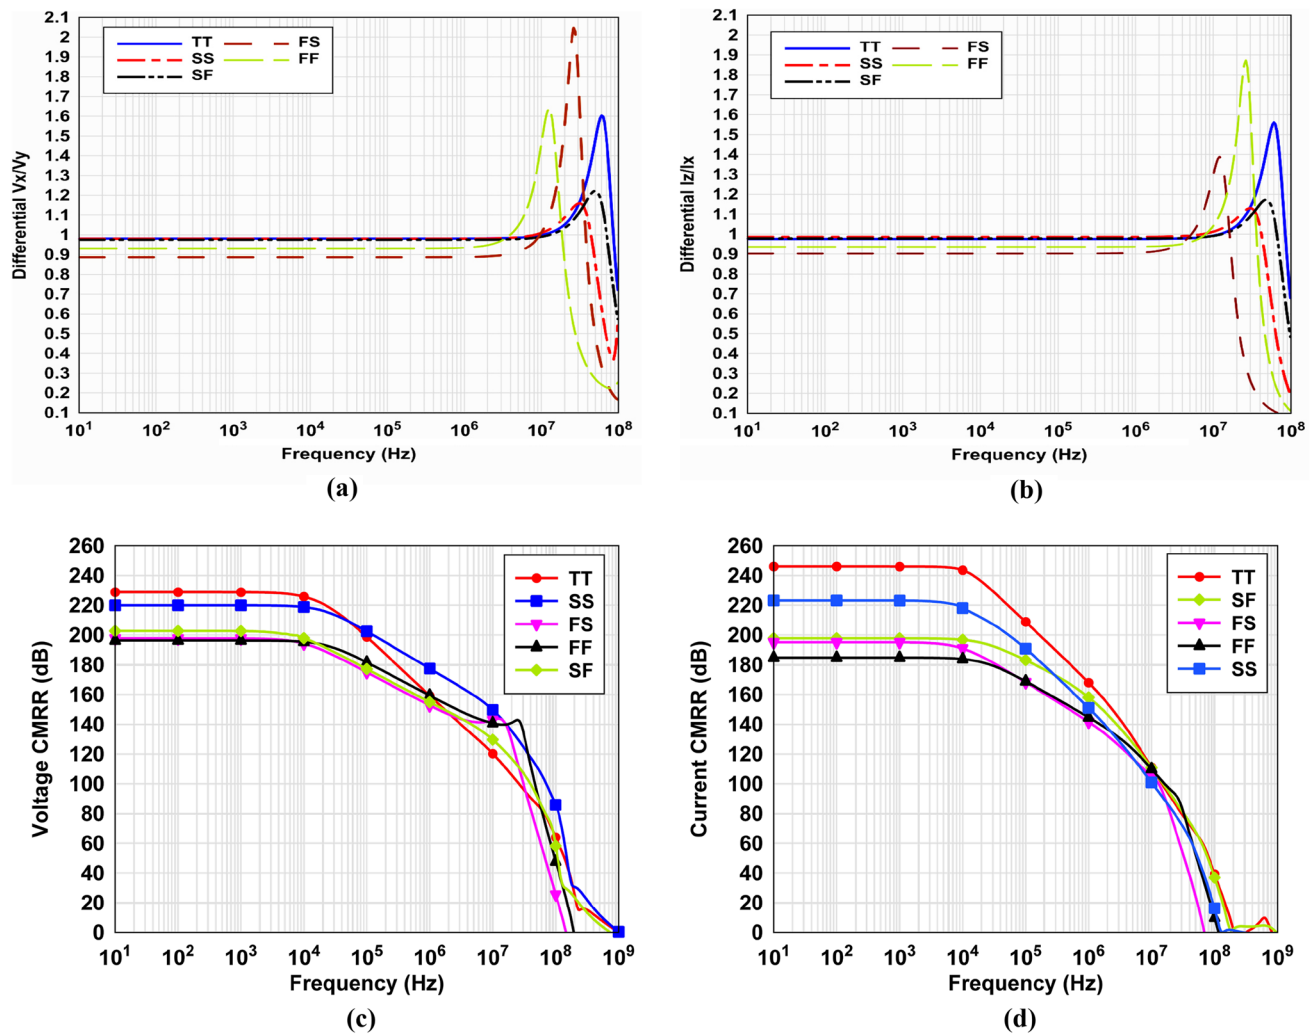 2.1
2
1.9
1.8
1.7
1.6
1.5
1.4
1.3
1.2
1.1
1
0.9
0.8
0.7
0.6
0.5
0.4
0.3
0.2
0.1
Differential Vx/Vy
TT FS
SS FF
SF
10¹ 10² 10³ 10⁴ 10⁵ 10⁶ 10⁷ 10⁸
Frequency (Hz)
(a)
2.1
2
1.9
1.8
1.7
1.6
1.5
1.4
1.3
1.2
1.1
1
0.9
0.8
0.7
0.6
0.5
0.4
0.3
0.2
0.1
Differential Iz/Ix
TT FS
SS FF
SF
10¹ 10² 10³ 10⁴ 10⁵ 10⁶ 10⁷ 10⁸
Frequency (Hz)
(b)
260
240
220
200
180
160
140
120
100
80
60
40
20
0
Voltage CMRR (dB)
TT
SS
FS
FF
SF
10¹ 10² 10³ 10⁴ 10⁵ 10⁶ 10⁷ 10⁸ 10⁹
Frequency (Hz)
(c)
260
240
220
200
180
160
140
120
100
80
60
40
20
0
Current CMRR (dB)
TT
SF
FS
FF
SS
10¹ 10² 10³ 10⁴ 10⁵ 10⁶ 10⁷ 10⁸ 10⁹
Frequency (Hz)
(d)